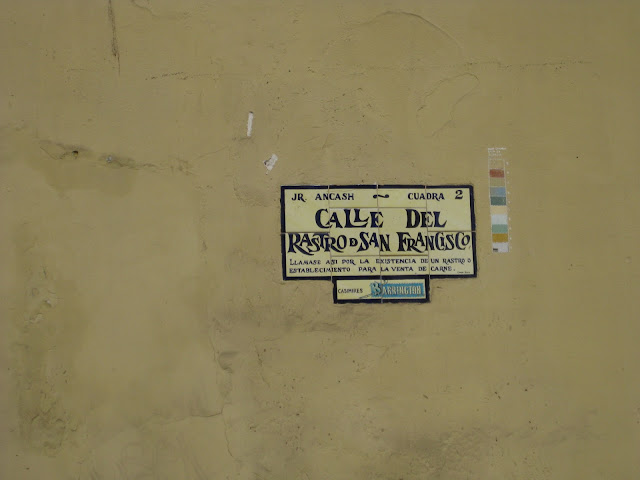 JR. ANCASH ~ CUADRA 2
CALLE DEL
RASTRO D SAN FRANCISCO
LLAMASE ASI POR LA EXISTENCIA DE UN RASTRO O
ESTABLECIMIENTO PARA LA VENTA DE CARNE.
CASIMIRES BARRINGTON